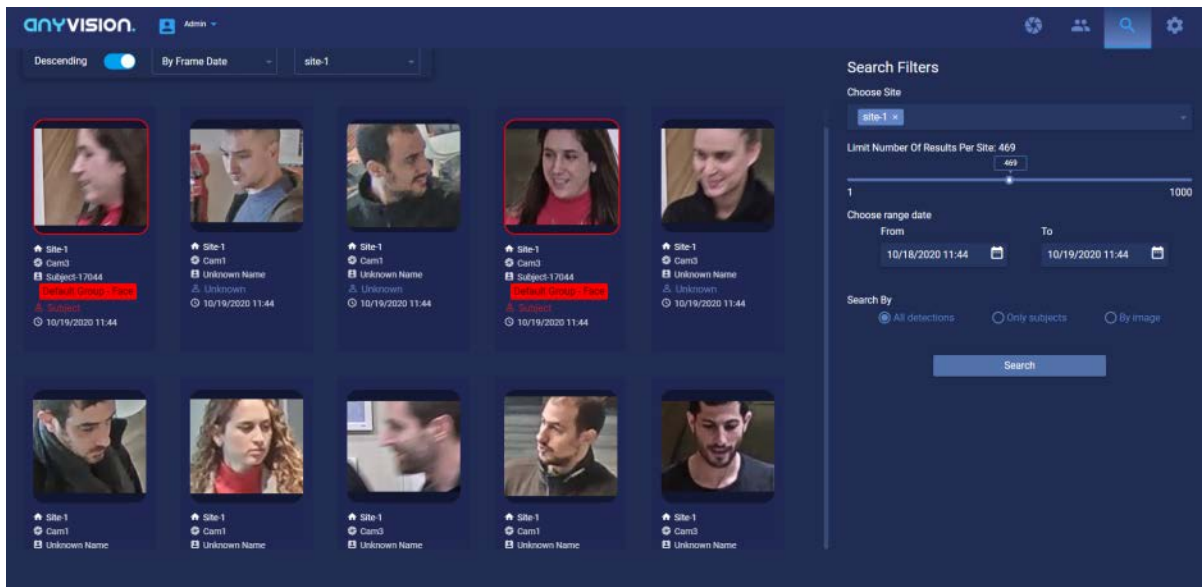 anyvision.
Admin
Descending
By Frame Date
site-1
Site-1
Cam3
Subject-17044
Default Group - Face
Subject
10/19/2020 11:44
Site-1
Cam1
Unknown Name
Unknown
10/19/2020 11:44
Site-1
Cam1
Unknown Name
Unknown
10/19/2020 11:44
Site-1
Cam3
Subject-17044
Default Group - Face
Subject
10/19/2020 11:44
Site-1
Cam3
Unknown Name
Unknown
10/19/2020 11:44
Site-1
Cam1
Unknown Name
Site-1
Cam1
Unknown Name
Site-1
Cam3
Unknown Name
Site-1
Cam1
Unknown Name
Site-1
Cam3
Unknown Name
Search Filters
Choose Site
site-1 ×
Limit Number Of Results Per Site: 469
469
1
1000
Choose range date
From
To
10/18/2020 11:44
10/19/2020 11:44
Search By
All detections
Only subjects
By image
Search